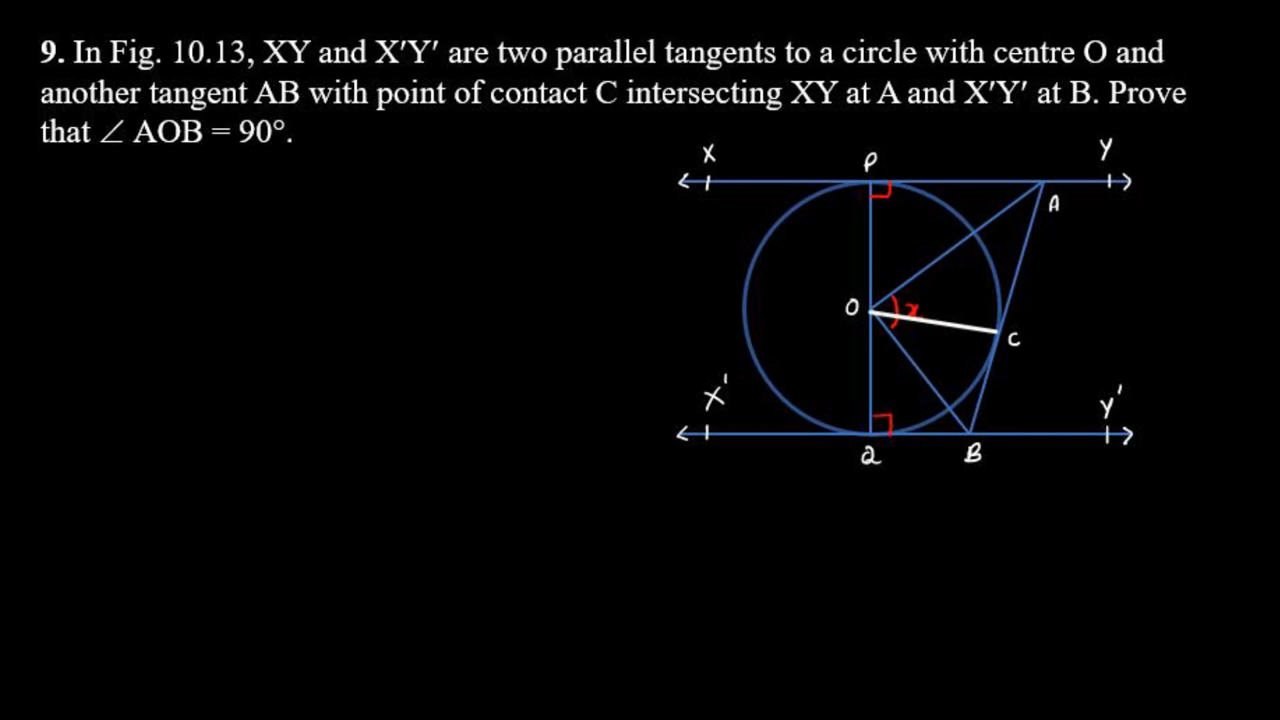 9. In Fig. 10.13, XY and X′Y′ are two parallel tangents to a circle with centre O and
another tangent AB with point of contact C intersecting XY at A and X′Y′ at B. Prove
that ∠ AOB = 90°.
X P Y
A
O x
C
X' Y'
Q B